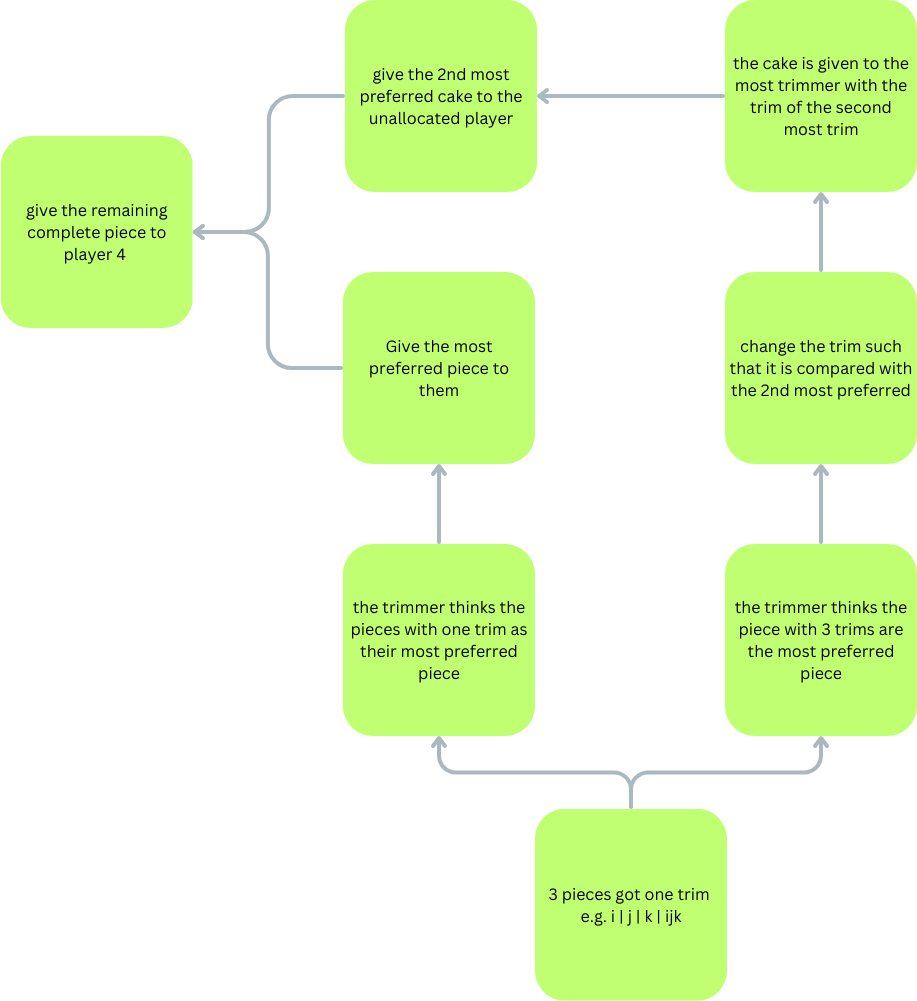 give the 2nd most
preferred cake to the
unallocated player
the cake is given to the
most trimmer with the
trim of the second
most trim
give the remaining
complete piece to
player 4
Give the most
preferred piece to
them
change the trim such
that it is compared with
the 2nd most preferred
the trimmer thinks the
pieces with one trim as
their most preferred
piece
the trimmer thinks the
piece with 3 trims are
the most preferred
piece
3 pieces got one trim
e.g. i | j | k | ijk